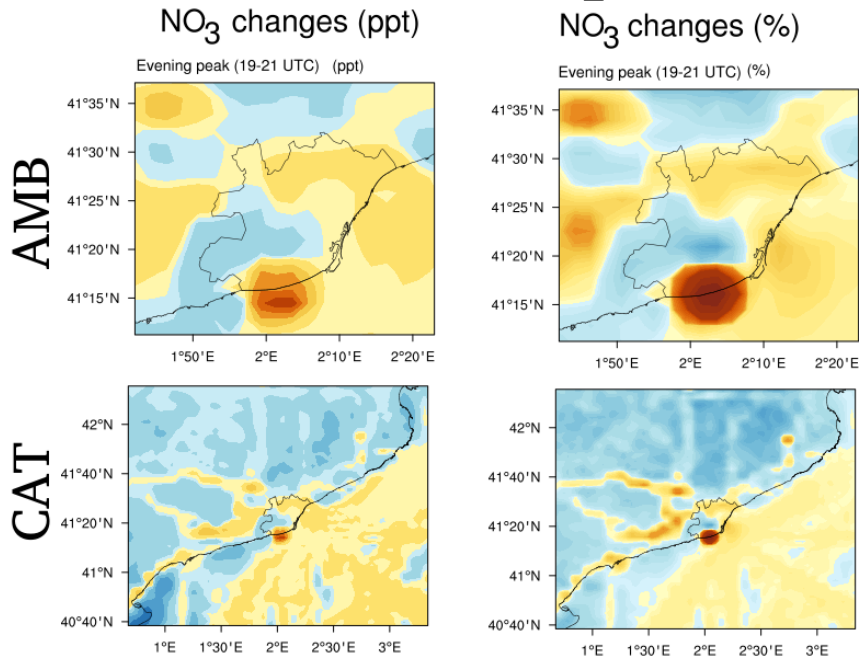 NO₃ changes (ppt) NO₃ changes (%)
Evening peak (19-21 UTC) (ppt) Evening peak (19-21 UTC) (%)
AMB
41°35'N 41°35'N
41°30'N 41°30'N
41°25'N 41°25'N
41°20'N 41°20'N
41°15'N 41°15'N
1°50'E 2°E 2°10'E 2°20'E 1°50'E 2°E 2°10'E 2°20'E
CAT
42°N 42°N
41°40'N 41°40'N
41°20'N 41°20'N
41°N 41°N
40°40'N 40°40'N
1°E 1°30'E 2°E 2°30'E 3°E 1°E 1°30'E 2°E 2°30'E 3°E